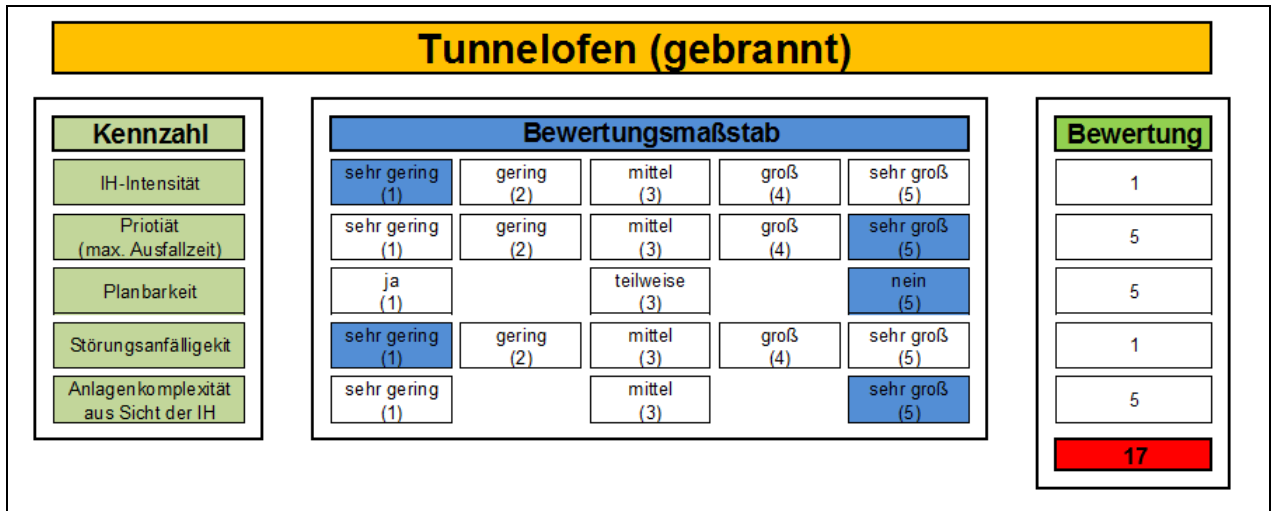 Tunnelofen (gebrannt)
Kennzahl
Bewertungsmaßstab
Bewertung
IH-Intensität
sehr gering
(1)
gering
(2)
mittel
(3)
groß
(4)
sehr groß
(5)
1
Priotiät
(max. Ausfallzeit)
sehr gering
(1)
gering
(2)
mittel
(3)
groß
(4)
sehr groß
(5)
5
Planbarkeit
ja
(1)
teilweise
(3)
nein
(5)
5
Störungsanfälligekit
sehr gering
(1)
gering
(2)
mittel
(3)
groß
(4)
sehr groß
(5)
1
Anlagenkomplexität
aus Sicht der IH
sehr gering
(1)
mittel
(3)
sehr groß
(5)
5
17